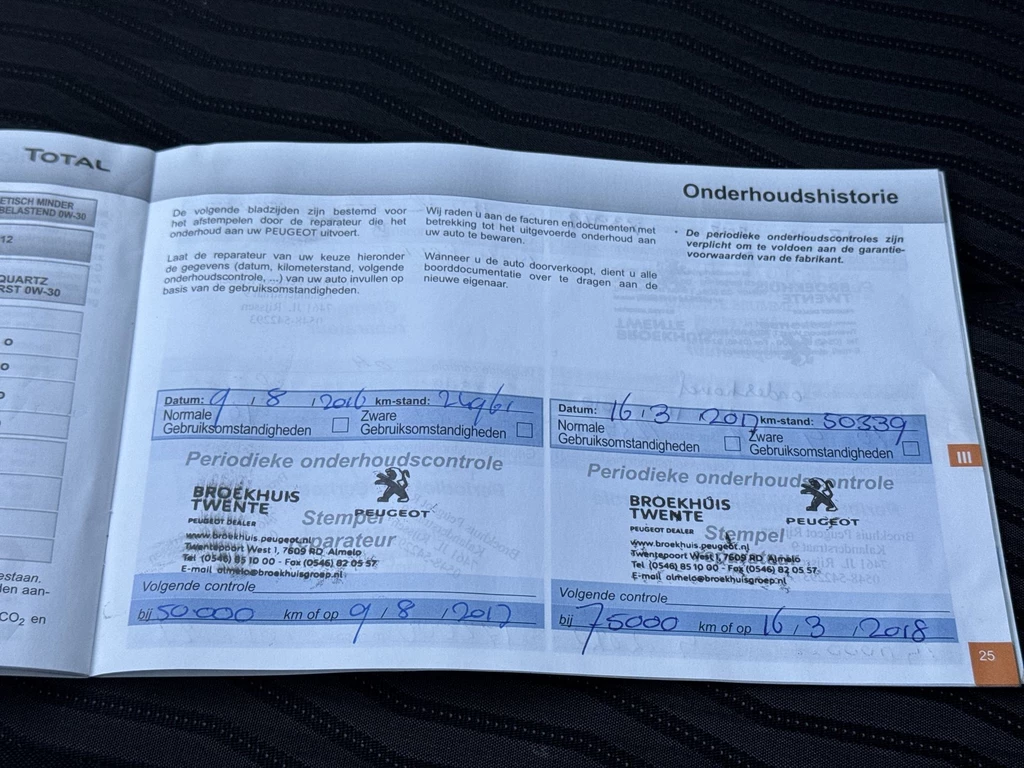 TOTAL
ETISCH MINDER
BELASTEND 0W-30
12
QUARTZ
RST 0W-30
o
o
o
estaan.
len aan-
CO2 en
Onderhoudshistorie
De volgende bladzijden zijn bestemd voor
het afstempelen door de reparateur die het
onderhoud aan uw PEUGEOT uitvoert.
Laat de reparateur van uw keuze hieronder
de gegevens (datum, kilometerstand, volgende
onderhoudscontrole, ...) van uw auto invullen op
basis van de gebruiksomstandigheden.
Wij raden u aan de facturen en documenten met
betrekking tot het uitgevoerde onderhoud aan
uw auto te bewaren.
Wanneer u de auto doorverkoopt, dient u alle
boorddocumentatie over te dragen aan de
nieuwe eigenaar.
• De periodieke onderhoudscontroles zijn
verplicht om te voldoen aan de garantie-
voorwaarden van de fabrikant.
Datum: 9 / 8 / 2016 km-stand:
Normale
Gebruiksomstandigheden
Zware
Gebruiksomstandigheden
Periodieke onderhoudscontrole
BROEKHUIS
TWENTE
PEUGEOT DEALER
PEUGEOT
Stempel
reparateur
www.broekhuis.peugeot.nl
Twentepoort West 1, 7609 RD Almelo
Tel (0546) 85 10 00 - Fax (0546) 82 05 57
E-mail almelo@broekhuisgroep.nl
Volgende controle
bij 50.000 km of op 9 / 8 / 2017
Datum: 16 / 3 / 2017 km-stand: 50339
Normale
Gebruiksomstandigheden
Zware
Gebruiksomstandigheden
Periodieke onderhoudscontrole
BROEKHUIS
TWENTE
PEUGEOT DEALER
PEUGEOT
Stempel
www.broekhuis.peugeot.nl
Twentepoort West 1, 7609 RD Almelo
Tel (0546) 85 10 00 - Fax (0546) 82 05 57
E-mail almelo@broekhuisgroep.nl
Volgende controle
bij 75000 km of op 16 / 3 / 2018
III
25